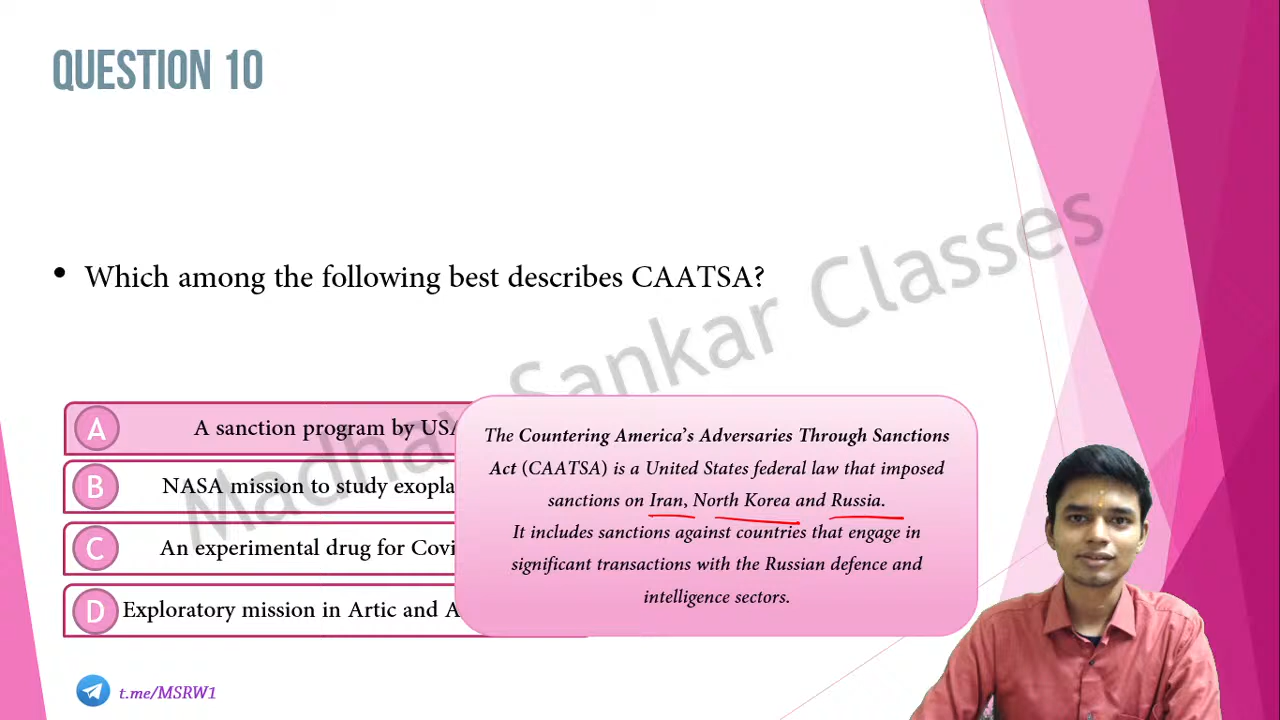 QUESTION 10
• Which among the following best describes CAATSA?
A A sanction program by USA
B NASA mission to study exopla
C An experimental drug for Covi
D Exploratory mission in Artic and A
The Countering America's Adversaries Through Sanctions
Act (CAATSA) is a United States federal law that imposed
sanctions on Iran, North Korea and Russia.
It includes sanctions against countries that engage in
significant transactions with the Russian defence and
intelligence sectors.
Madhav Sankar Classes
t.me/MSRW1